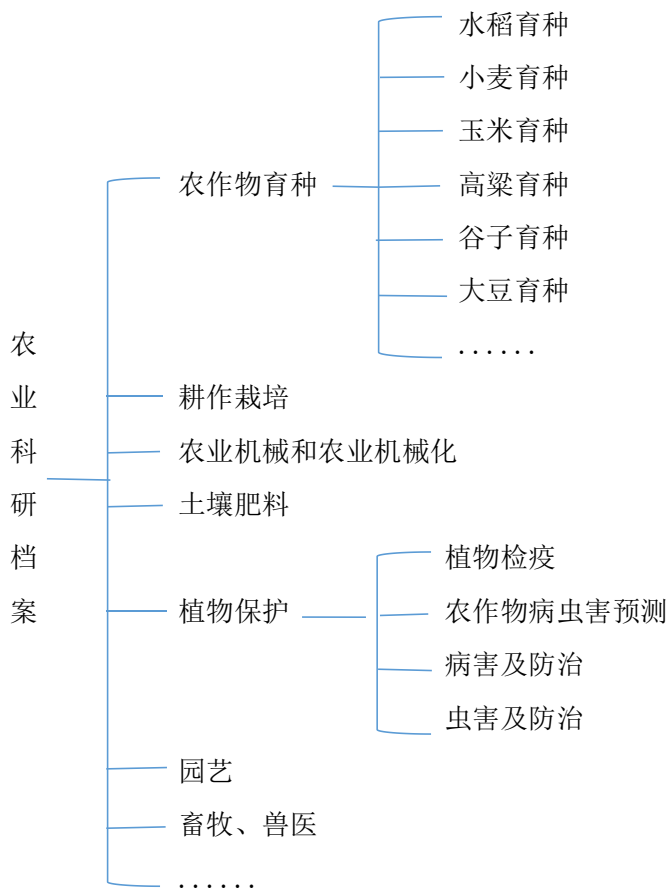 农业科研档案
农作物育种
水稻育种
小麦育种
玉米育种
高粱育种
谷子育种
大豆育种
......
耕作栽培
农业机械和农业机械化
土壤肥料
植物保护
植物检疫
农作物病虫害预测
病害及防治
虫害及防治
园艺
畜牧、兽医
......